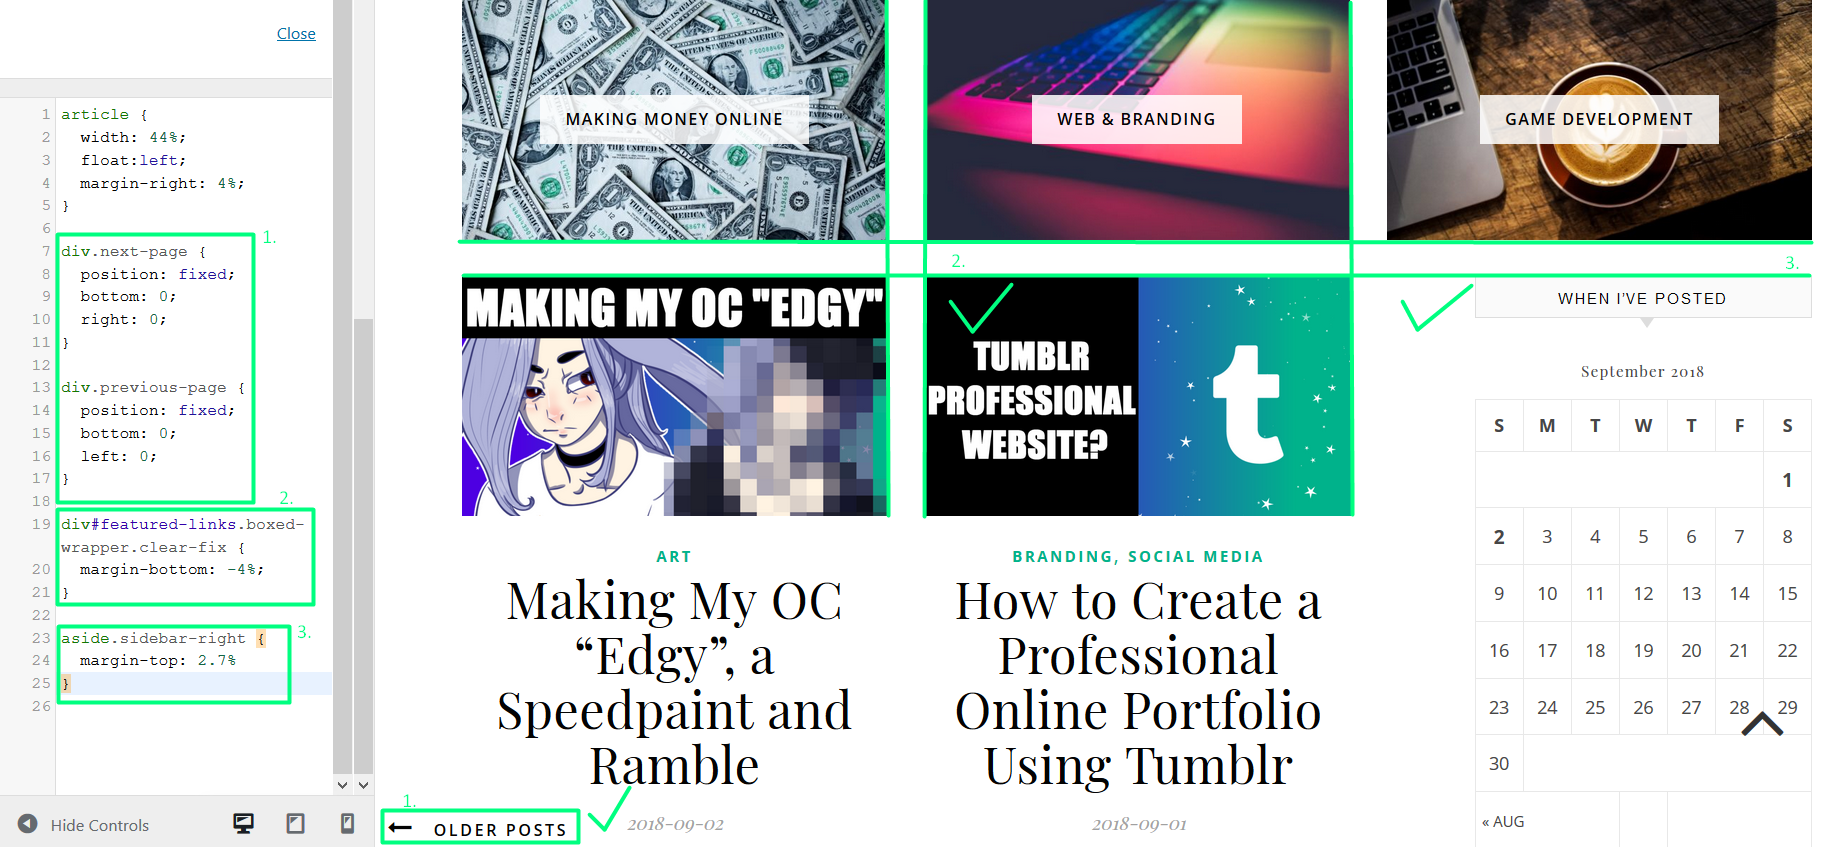 Close
1 article {
2 width: 44%;
3 float:left;
4 margin-right: 4%;
5 }
6
1.
7 div.next-page {
8 position: fixed;
9 bottom: 0;
10 right: 0;
11 }
12
13 div.previous-page {
14 position: fixed;
15 bottom: 0;
16 left: 0;
17 }
18
2.
19 div#featured-links.boxed-
wrapper.clear-fix {
20 margin-bottom: -4%;
21 }
22
3.
23 aside.sidebar-right {
24 margin-top: 2.7%
25 }
26
Hide Controls
MAKING MONEY ONLINE
WEB & BRANDING
GAME DEVELOPMENT
2.
3.
MAKING MY OC "EDGY"
TUMBLR
PROFESSIONAL
WEBSITE?
t
ART
Making My OC
“Edgy”, a
Speedpaint and
Ramble
2018-09-02
BRANDING, SOCIAL MEDIA
How to Create a
Professional
Online Portfolio
Using Tumblr
2018-09-01
1.
OLDER POSTS
WHEN I'VE POSTED
September 2018
S M T W T F S
1
2 3 4 5 6 7 8
9 10 11 12 13 14 15
16 17 18 19 20 21 22
23 24 25 26 27 28 29
30
« AUG